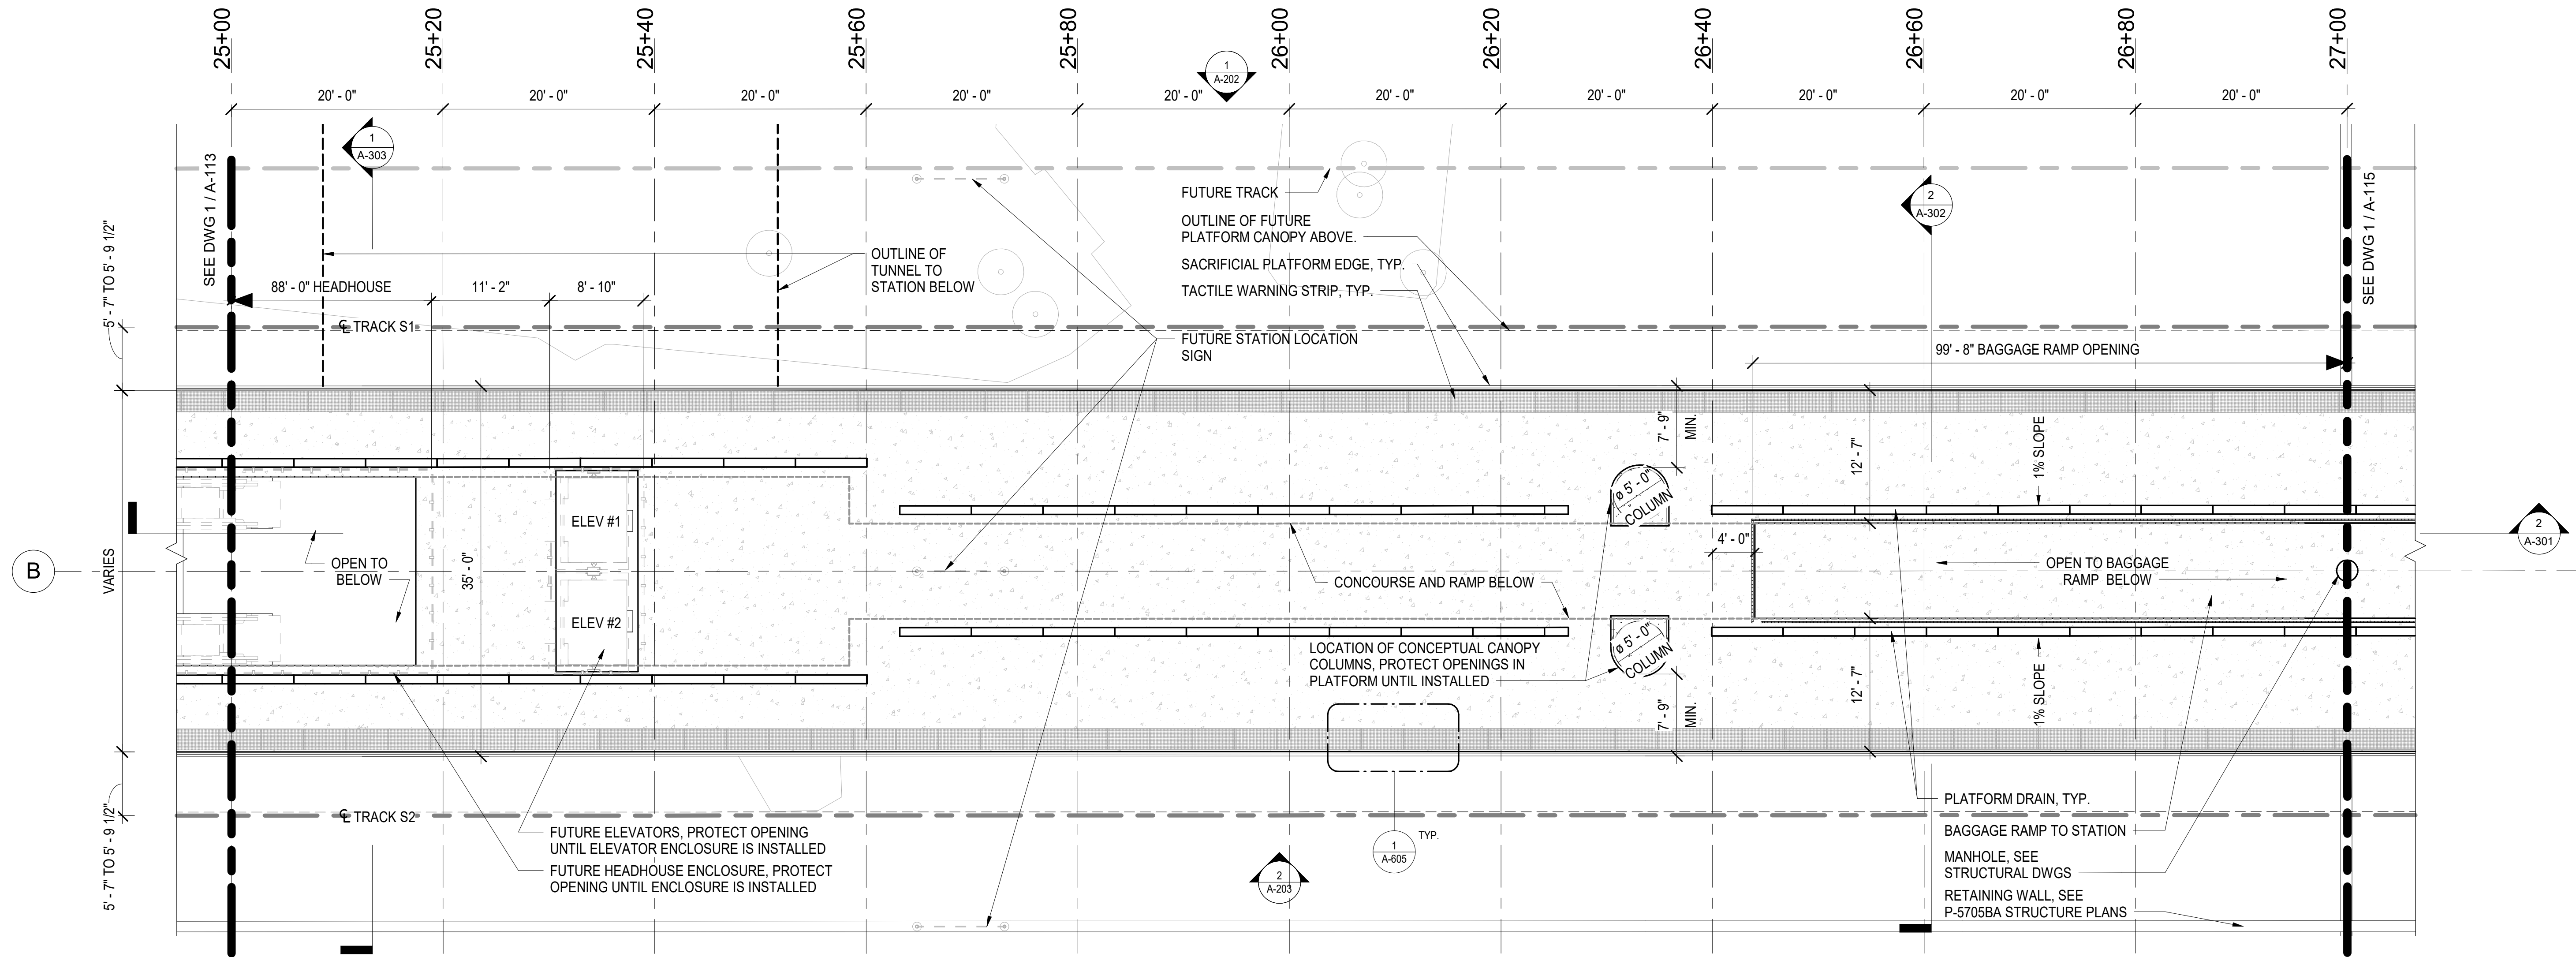 25+00
25+20
25+40
25+60
25+80
26+00
26+20
26+40
26+60
26+80
27+00
1
A-202
20' - 0"
20' - 0"
20' - 0"
20' - 0"
20' - 0"
20' - 0"
20' - 0"
20' - 0"
20' - 0"
20' - 0"
1
A-303
SEE DWG 1 / A-113
SEE DWG 1 / A-115
2
A-302
FUTURE TRACK
OUTLINE OF FUTURE
PLATFORM CANOPY ABOVE.
SACRIFICIAL PLATFORM EDGE, TYP.
TACTILE WARNING STRIP, TYP.
OUTLINE OF
TUNNEL TO
STATION BELOW
5' - 7" TO 5' - 9 1/2"
88' - 0" HEADHOUSE
11' - 2"
8' - 10"
℄ TRACK S1
FUTURE STATION LOCATION
SIGN
99' - 8" BAGGAGE RAMP OPENING
7' - 9"
MIN.
12' - 7"
1% SLOPE
ø 5' - 0"
COLUMN
ELEV #1
4' - 0"
2
A-301
B
VARIES
OPEN TO
BELOW
35' - 0"
CONCOURSE AND RAMP BELOW
OPEN TO BAGGAGE
RAMP BELOW
ELEV #2
ø 5' - 0"
COLUMN
LOCATION OF CONCEPTUAL CANOPY
COLUMNS, PROTECT OPENINGS IN
PLATFORM UNTIL INSTALLED
7' - 9"
MIN.
12' - 7"
1% SLOPE
5' - 7" TO 5' - 9 1/2"
℄ TRACK S2
FUTURE ELEVATORS, PROTECT OPENING
UNTIL ELEVATOR ENCLOSURE IS INSTALLED
FUTURE HEADHOUSE ENCLOSURE, PROTECT
OPENING UNTIL ENCLOSURE IS INSTALLED
2
A-203
1
A-605
TYP.
PLATFORM DRAIN, TYP.
BAGGAGE RAMP TO STATION
MANHOLE, SEE
STRUCTURAL DWGS
RETAINING WALL, SEE
P-5705BA STRUCTURE PLANS